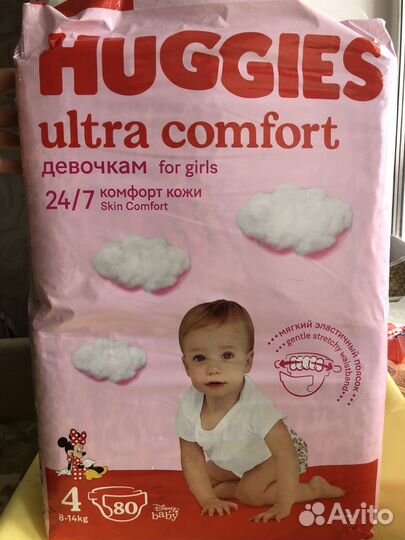 HUGGIES
ultra comfort
девочкам for girls
24/7 комфорт кожи
Skin Comfort
мягкий эластичный поясок
gentle stretchy waistband
4
80
8-14kg
Disney
baby
Avito